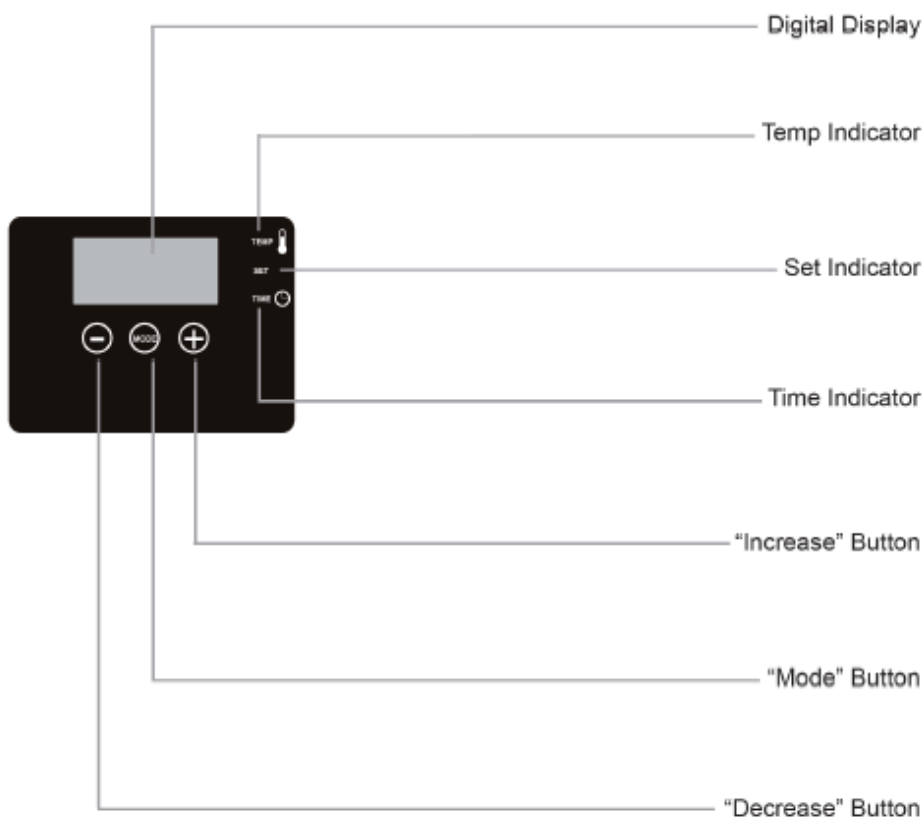 Digital Display
Temp Indicator
TEMP
SET
Set Indicator
TIME
MODE
Time Indicator
“Increase” Button
“Mode” Button
“Decrease” Button